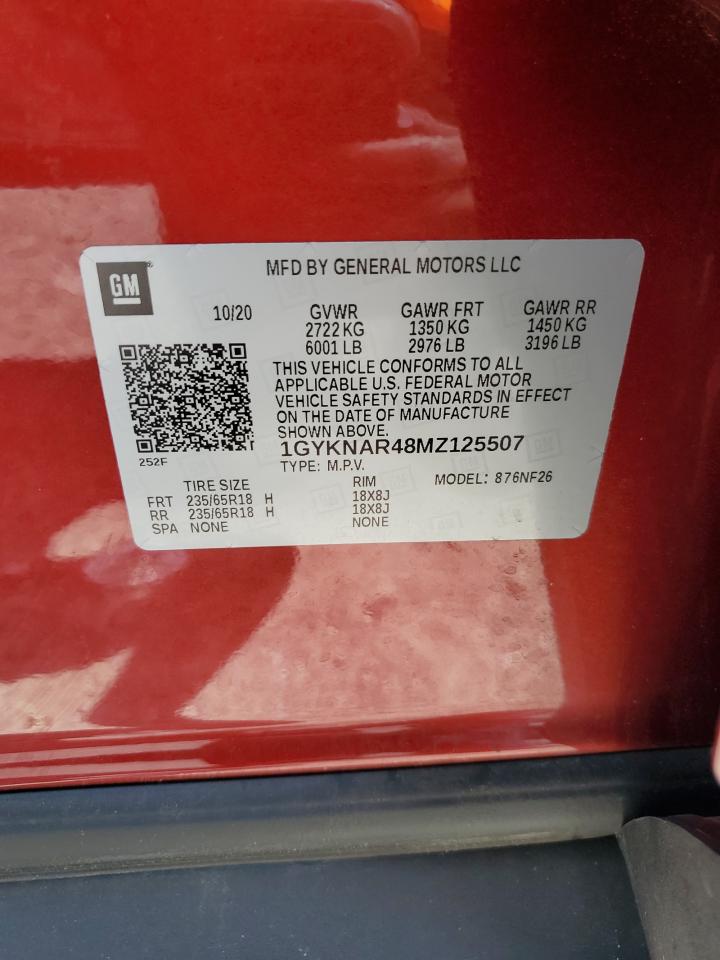 GM
MFD BY GENERAL MOTORS LLC
10/20 GVWR GAWR FRT GAWR RR
2722 KG 1350 KG 1450 KG
6001 LB 2976 LB 3196 LB
THIS VEHICLE CONFORMS TO ALL
APPLICABLE U.S. FEDERAL MOTOR
VEHICLE SAFETY STANDARDS IN EFFECT
ON THE DATE OF MANUFACTURE
SHOWN ABOVE.
1GYKNAR48MZ125507
252F
TYPE: M.P.V.
MODEL: 876NF26
TIRE SIZE RIM
FRT 235/65R18 H 18X8J
RR 235/65R18 H 18X8J
SPA NONE NONE